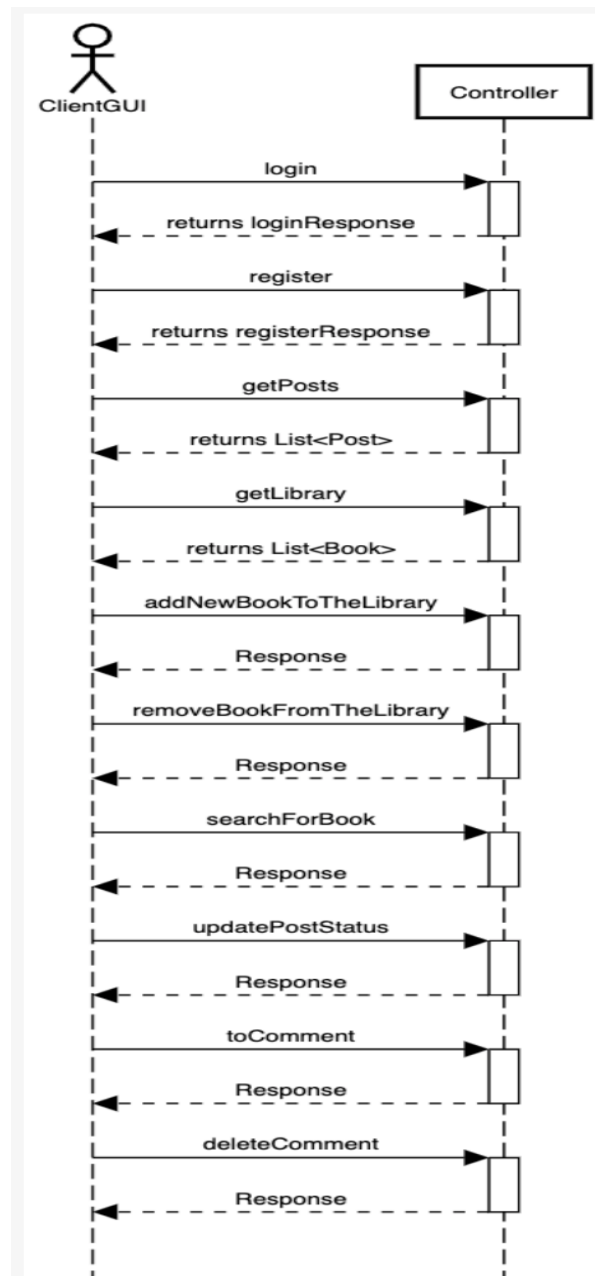 ClientGUI
Controller
login
returns loginResponse
register
returns registerResponse
getPosts
returns List<Post>
getLibrary
returns List<Book>
addNewBookToTheLibrary
Response
removeBookFromTheLibrary
Response
searchForBook
Response
updatePostStatus
Response
toComment
Response
deleteComment
Response